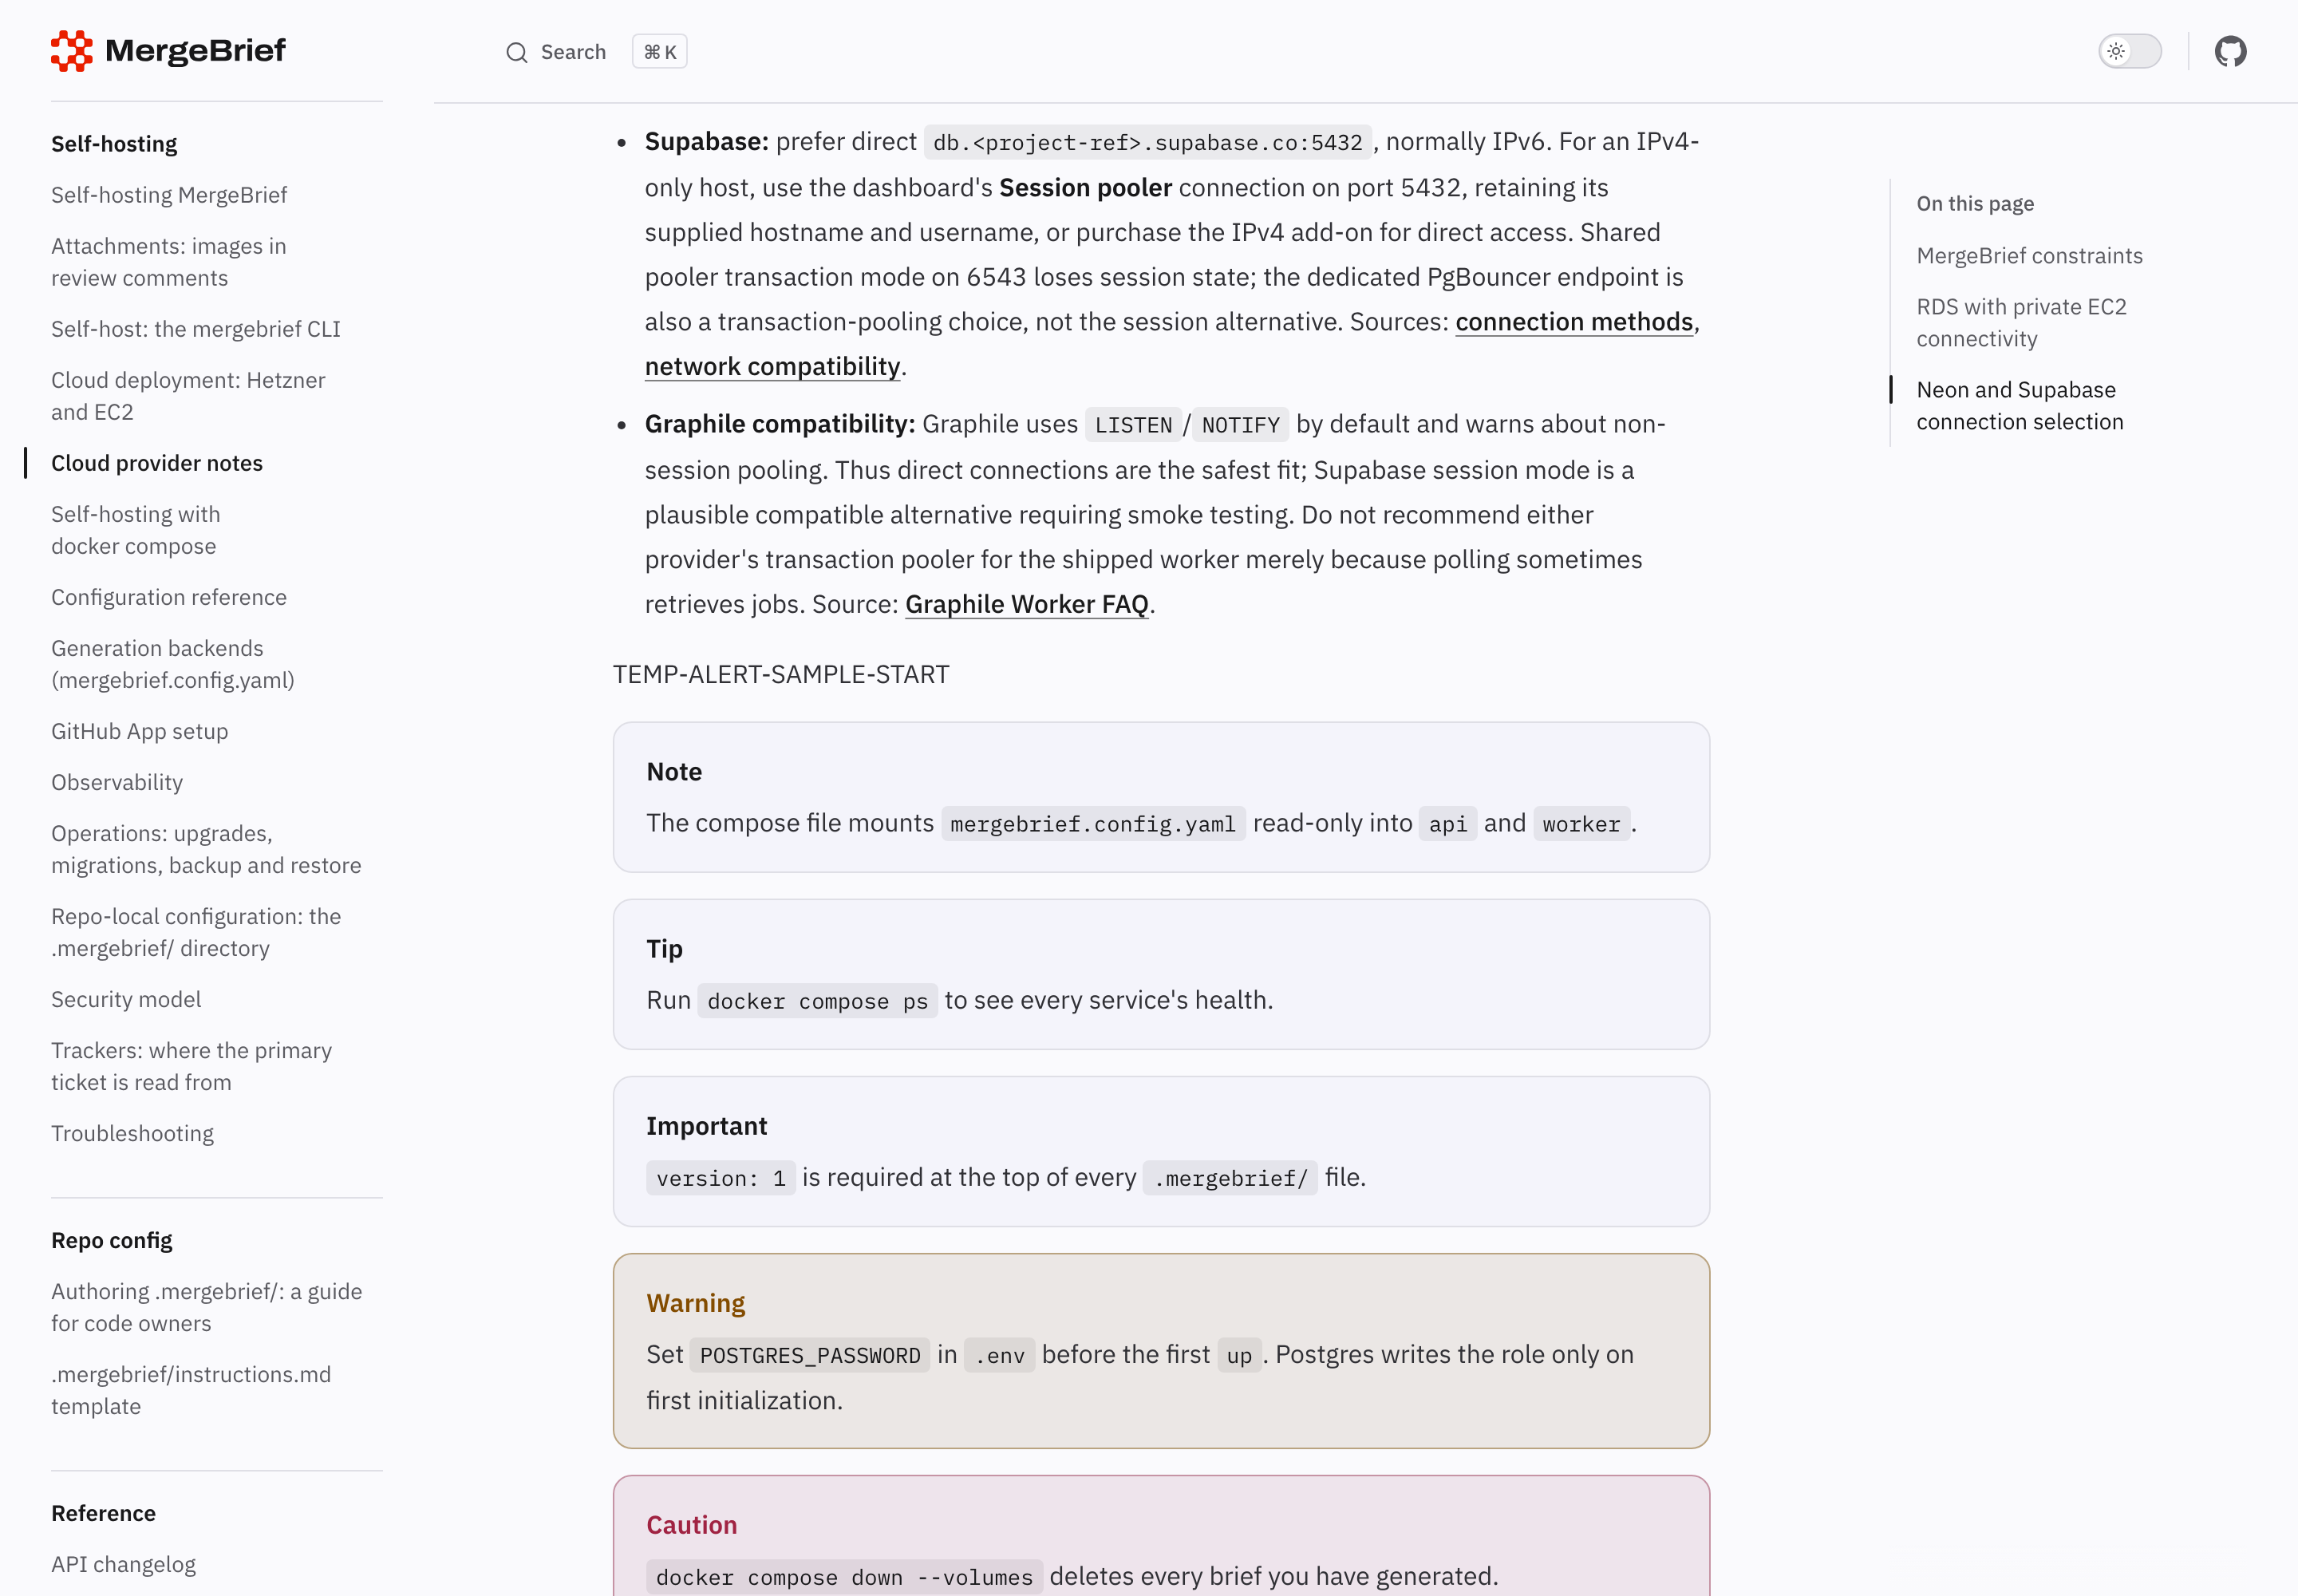 MergeBrief
Search
⌘ K
Self-hosting
Self-hosting MergeBrief
Attachments: images in
review comments
Self-host: the mergebrief CLI
Cloud deployment: Hetzner
and EC2
Cloud provider notes
Self-hosting with
docker compose
Configuration reference
Generation backends
(mergebrief.config.yaml)
GitHub App setup
Observability
Operations: upgrades,
migrations, backup and restore
Repo-local configuration: the
.mergebrief/ directory
Security model
Trackers: where the primary
ticket is read from
Troubleshooting
Repo config
Authoring .mergebrief/: a guide
for code owners
.mergebrief/instructions.md
template
Reference
API changelog
• Supabase: prefer direct db.<project-ref>.supabase.co:5432, normally IPv6. For an IPv4-
only host, use the dashboard's Session pooler connection on port 5432, retaining its
supplied hostname and username, or purchase the IPv4 add-on for direct access. Shared
pooler transaction mode on 6543 loses session state; the dedicated PgBouncer endpoint is
also a transaction-pooling choice, not the session alternative. Sources: connection methods,
network compatibility.
• Graphile compatibility: Graphile uses LISTEN/NOTIFY by default and warns about non-
session pooling. Thus direct connections are the safest fit; Supabase session mode is a
plausible compatible alternative requiring smoke testing. Do not recommend either
provider's transaction pooler for the shipped worker merely because polling sometimes
retrieves jobs. Source: Graphile Worker FAQ.
TEMP-ALERT-SAMPLE-START
Note
The compose file mounts mergebrief.config.yaml read-only into api and worker.
Tip
Run docker compose ps to see every service's health.
Important
version: 1 is required at the top of every .mergebrief/ file.
Warning
Set POSTGRES_PASSWORD in .env before the first up. Postgres writes the role only on
first initialization.
Caution
docker compose down --volumes deletes every brief you have generated.
On this page
MergeBrief constraints
RDS with private EC2
connectivity
Neon and Supabase
connection selection